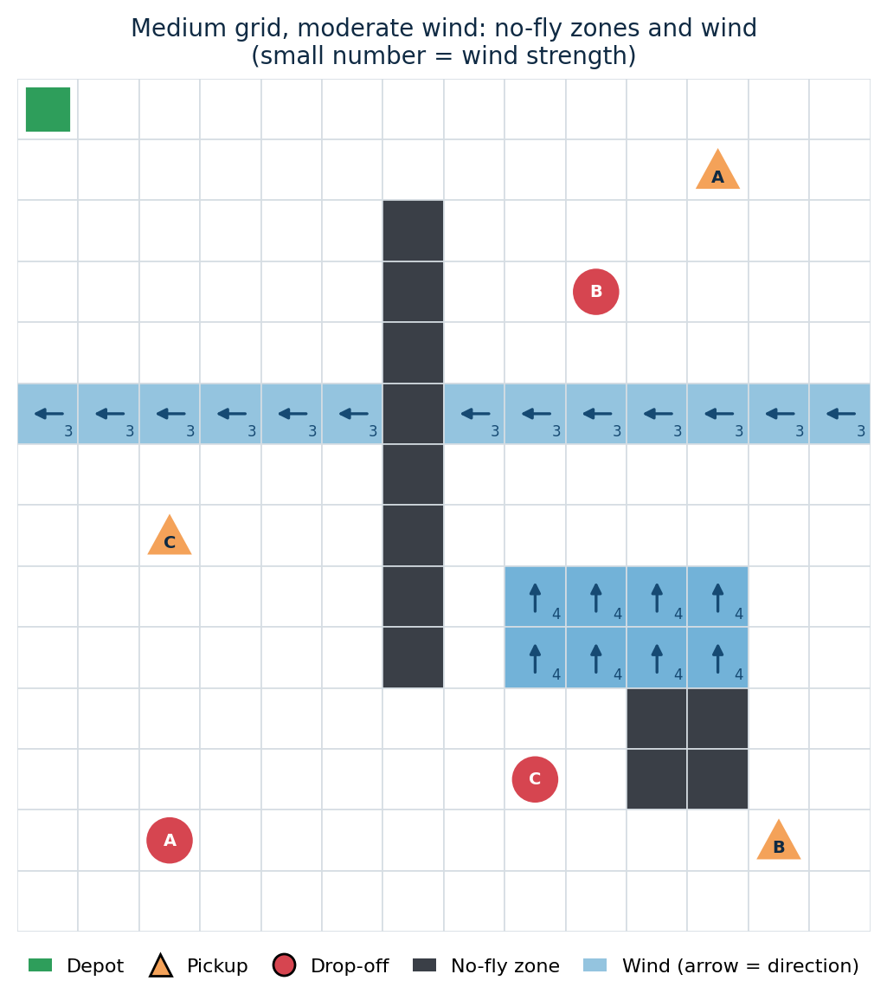 Medium grid, moderate wind: no-fly zones and wind
(small number = wind strength)
A
B
3 3 3 3 3 3 3 3 3 3 3 3 3
C
4 4 4 4
4 4 4 4
C
A
B
Depot Pickup Drop-off No-fly zone Wind (arrow = direction)